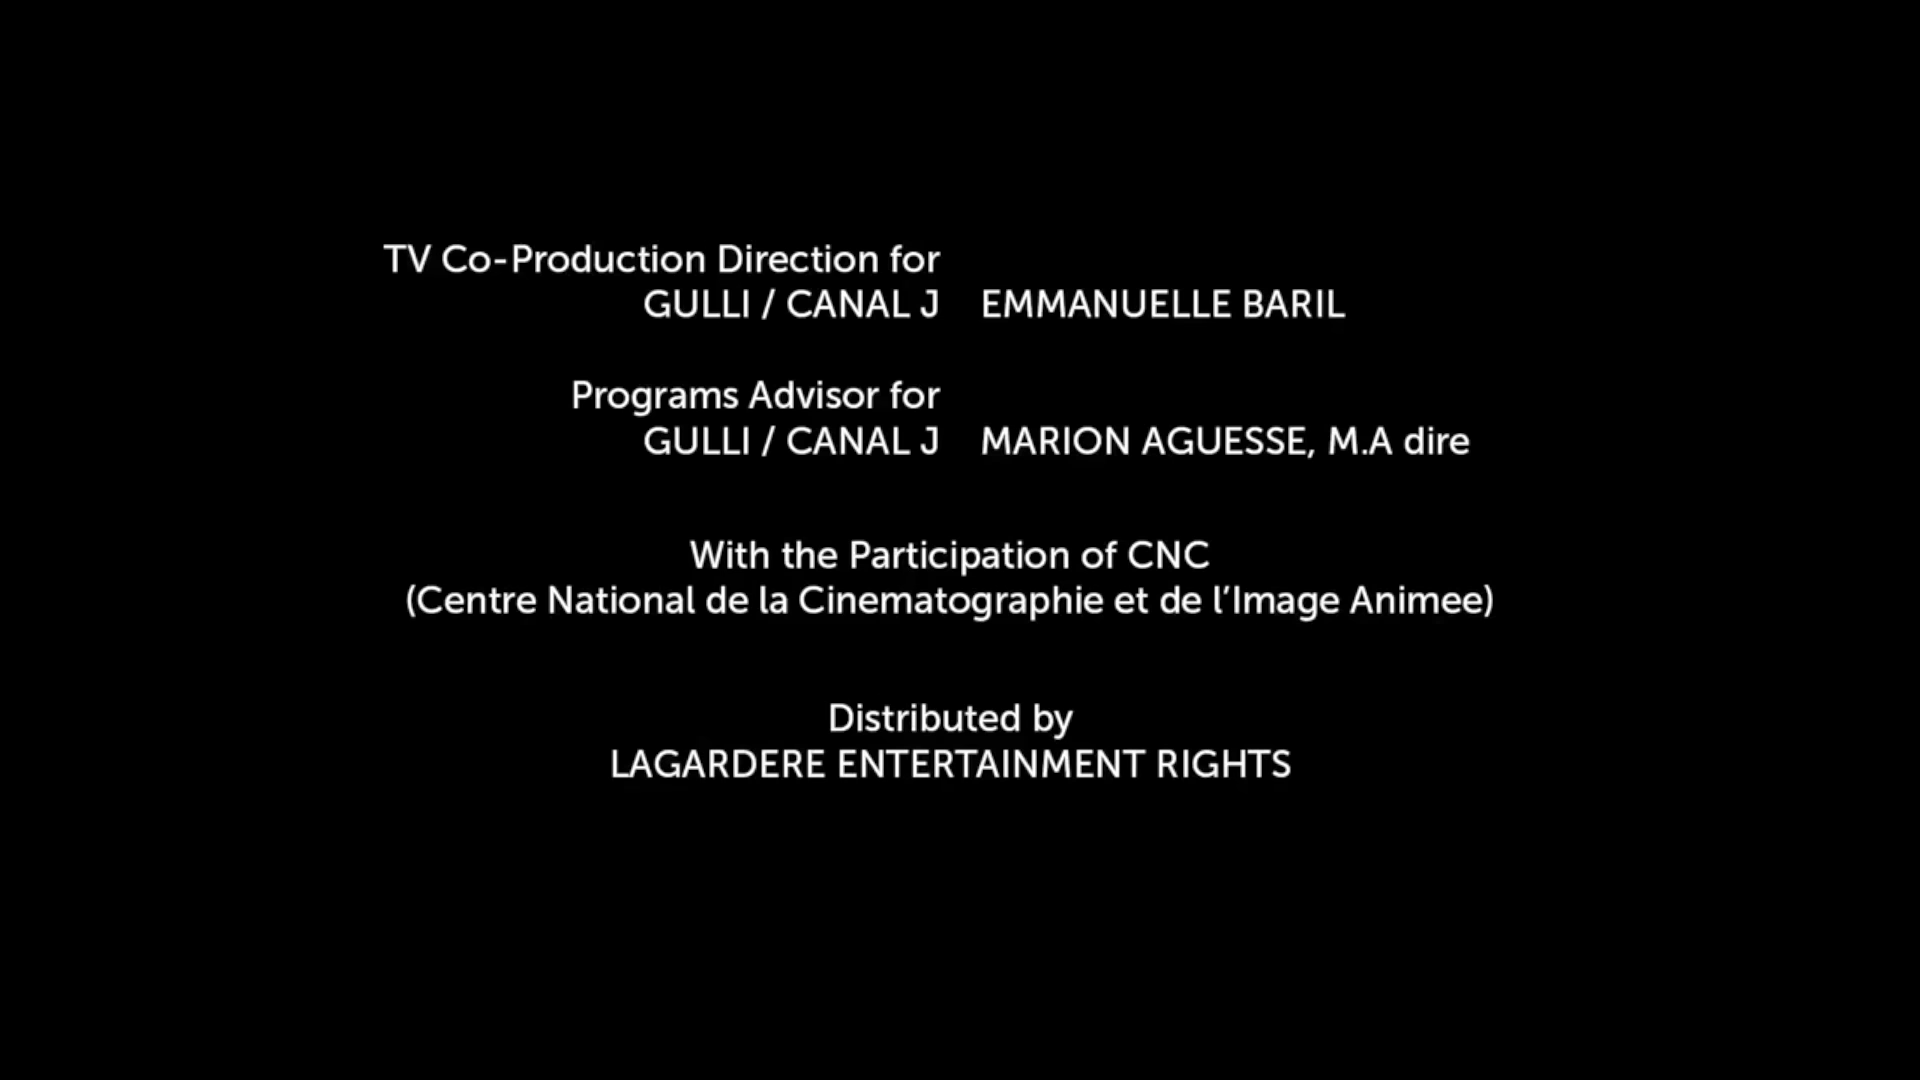 TV Co-Production Direction for
GULLI / CANAL J EMMANUELLE BARIL
Programs Advisor for
GULLI / CANAL J MARION AGUESSE, M.A dire
With the Participation of CNC
(Centre National de la Cinematographie et de l’Image Animee)
Distributed by
LAGARDERE ENTERTAINMENT RIGHTS